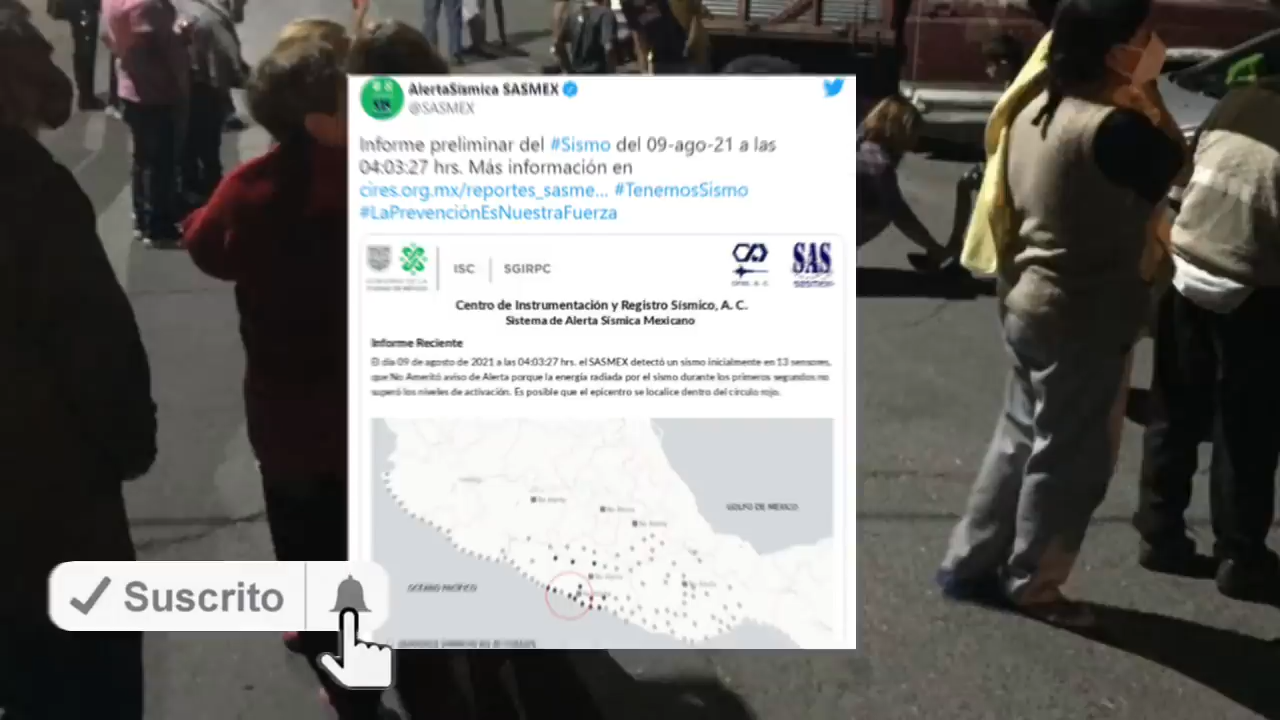 AlertaSismica SASMEX
@SASMEX
Informe preliminar del #Sismo del 09-ago-21 a las
04:03:27 hrs. Más información en
cires.org.mx/reportes_sasme... #TenemosSismo
#LaPrevenciónEsNuestraFuerza
ISC SGIRPC
SAS
Centro de Instrumentación y Registro Sísmico, A. C.
Sistema de Alerta Sísmica Mexicano
Informe Reciente
El día 09 de agosto de 2021 a las 04:03:27 hrs. el SASMEX detectó un sismo inicialmente en 13 sensores,
que No Ameritó aviso de Alerta porque la energía radiada por el sismo durante los primeros segundos no
superó los niveles de activación. Es posible que el epicentro se localice dentro del círculo rojo.
GOLFO DE MEXICO
OCÉANO PACÍFICO
Suscrito